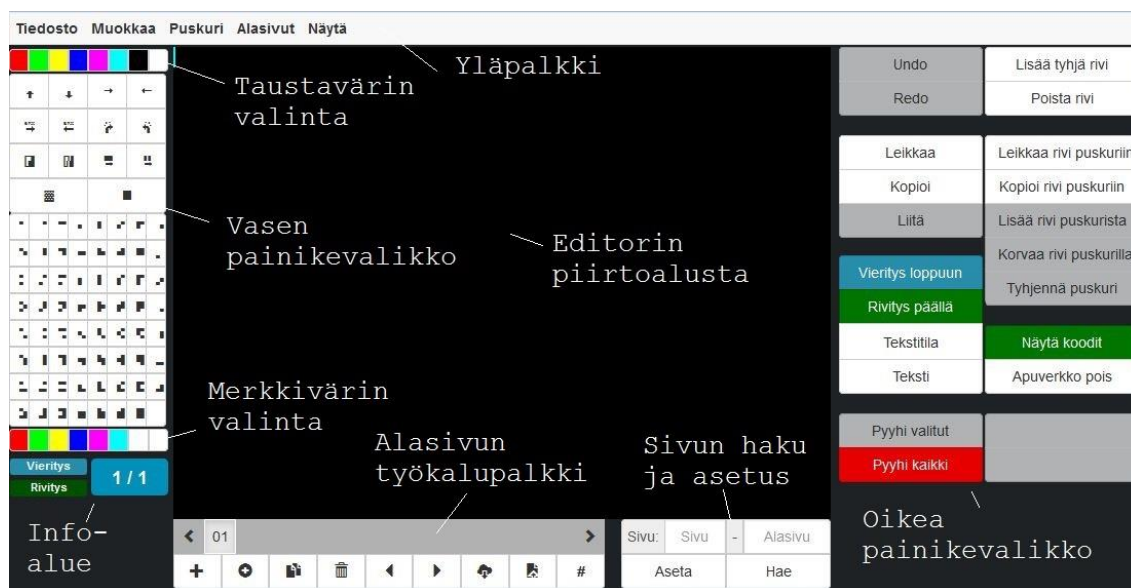 Tiedosto Muokkaa Puskuri Alasivut Näytä
Yläpalkki
Taustavärin
valinta
Vasen
painikevalikko
Editorin
piirtoalusta
Merkkivärin
valinta
Vieritys
Rivitys
1 / 1
Info-
alue
Alasivun
työkalupalkki
01
#
Sivun haku
ja asetus
Sivu: Sivu - Alasivu
Aseta Hae
Undo Lisää tyhjä rivi
Redo Poista rivi
Leikkaa Leikkaa rivi puskuriin
Kopioi Kopioi rivi puskuriin
Liitä Lisää rivi puskurista
Korvaa rivi puskurilla
Vieritys loppuun Tyhjennä puskuri
Rivitys päällä
Tekstitila Näytä koodit
Teksti Apuverkko pois
Pyyhi valitut
Pyyhi kaikki
Oikea
painikevalikko